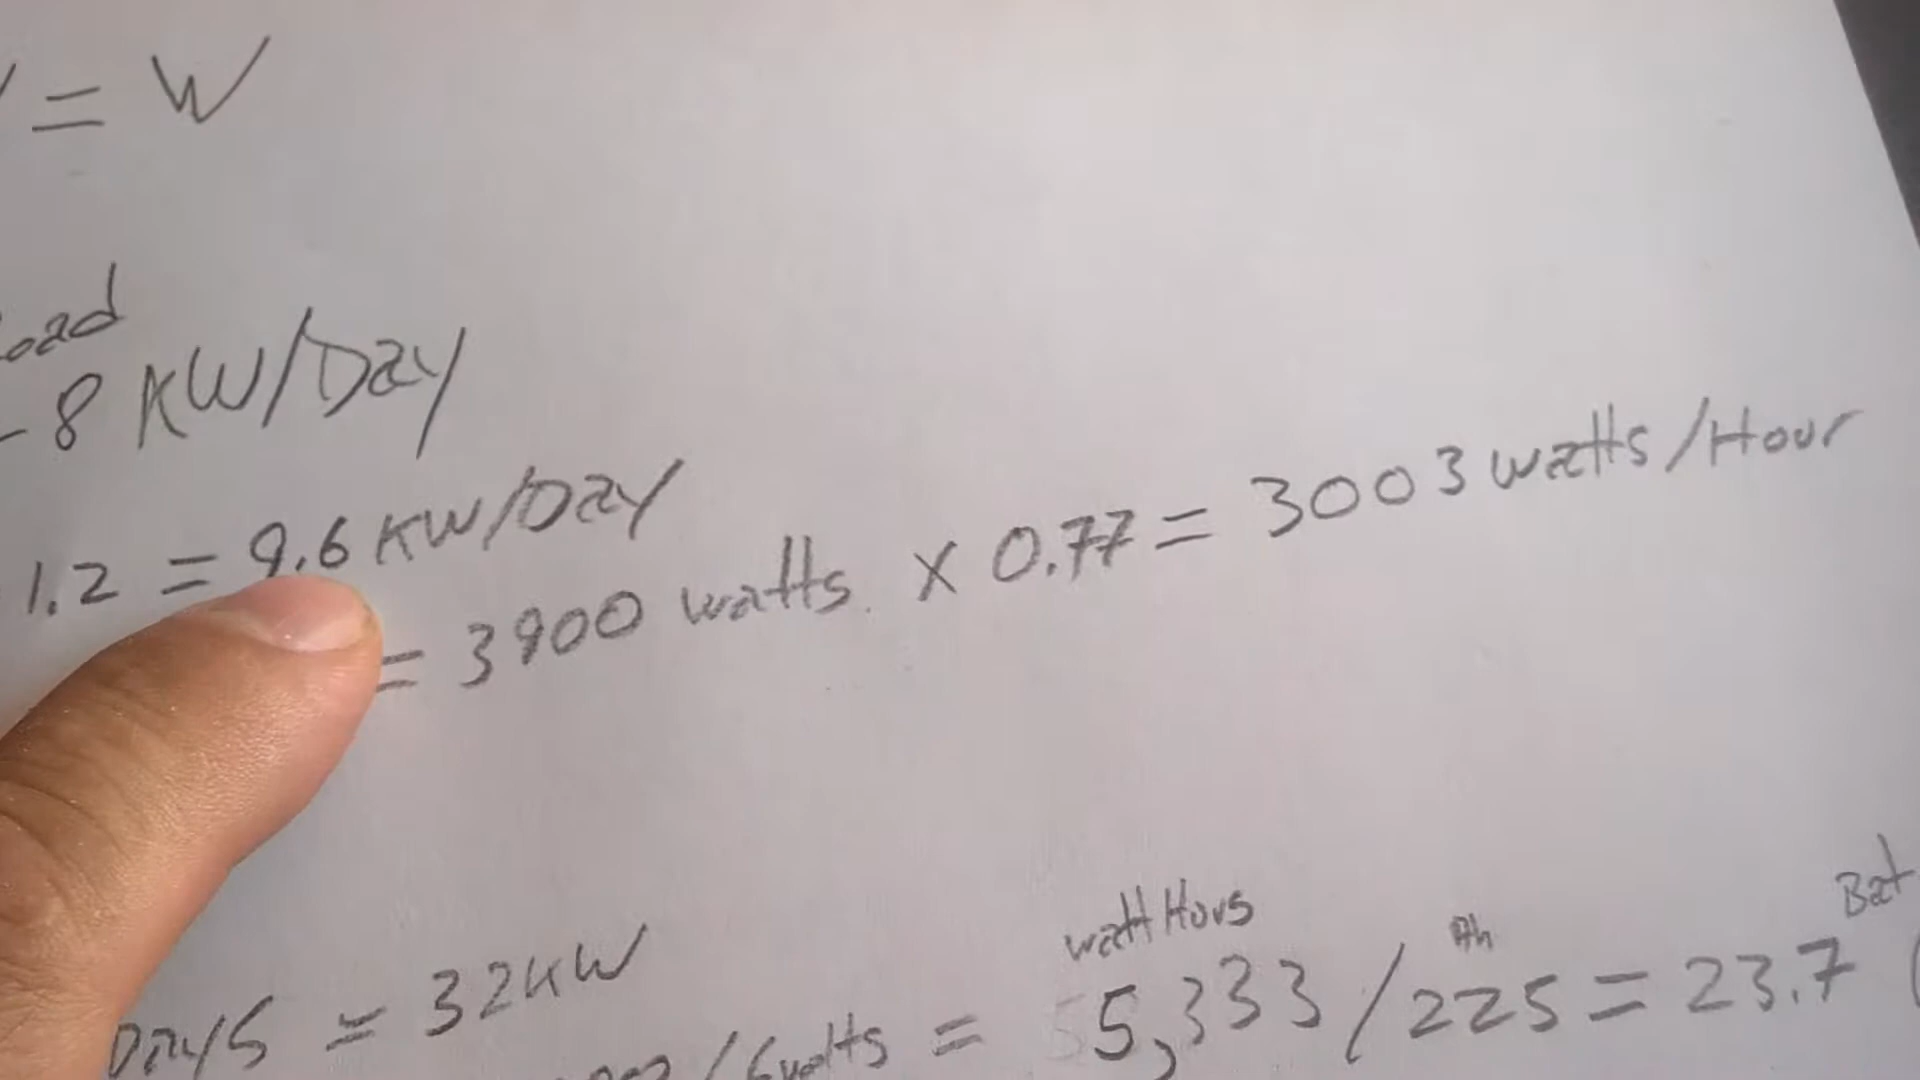 = W
oad
- 8 KW/Day
1.2 = 9.6 KW/Day
= 3900 watts x 0.77 = 3003 watts/Hour
Days = 32KW
watt Hours Ah Bat
/6volts = 5,333 / 225 = 23.7 (